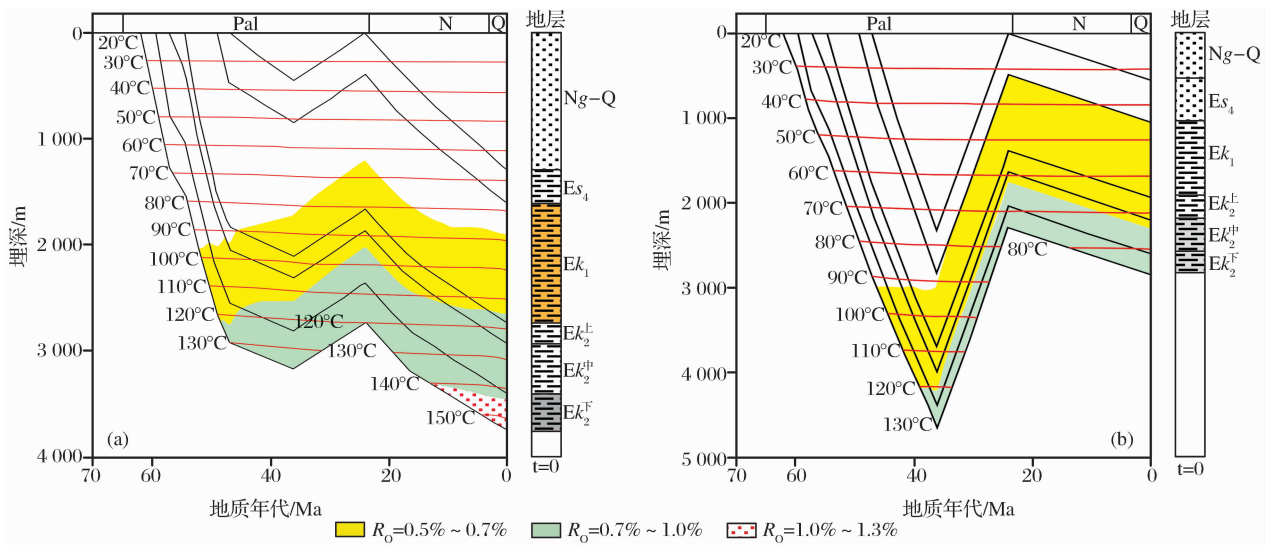 Pal N Q 地层
0
20°C
30°C
40°C
50°C
60°C
70°C
80°C
90°C
100°C
110°C
120°C
130°C
120°C
130°C
140°C
150°C
1 000
2 000
3 000
4 000
埋深/m
(a)
70 60 40 20 0
地质年代/Ma
Ng-Q
Es₄
Ek₁
Ek₂上
Ek₂中
Ek₂下
t=0
Pal N Q 地层
0
20°C
30°C
40°C
50°C
60°C
70°C
80°C
90°C
100°C
110°C
120°C
130°C
80°C
1 000
2 000
3 000
4 000
5 000
埋深/m
(b)
70 60 40 20 0
地质年代/Ma
Ng-Q
Es₄
Ek₁
Ek₂上
Ek₂中
Ek₂下
t=0
R₀=0.5% ~ 0.7% R₀=0.7% ~ 1.0% R₀=1.0% ~ 1.3%